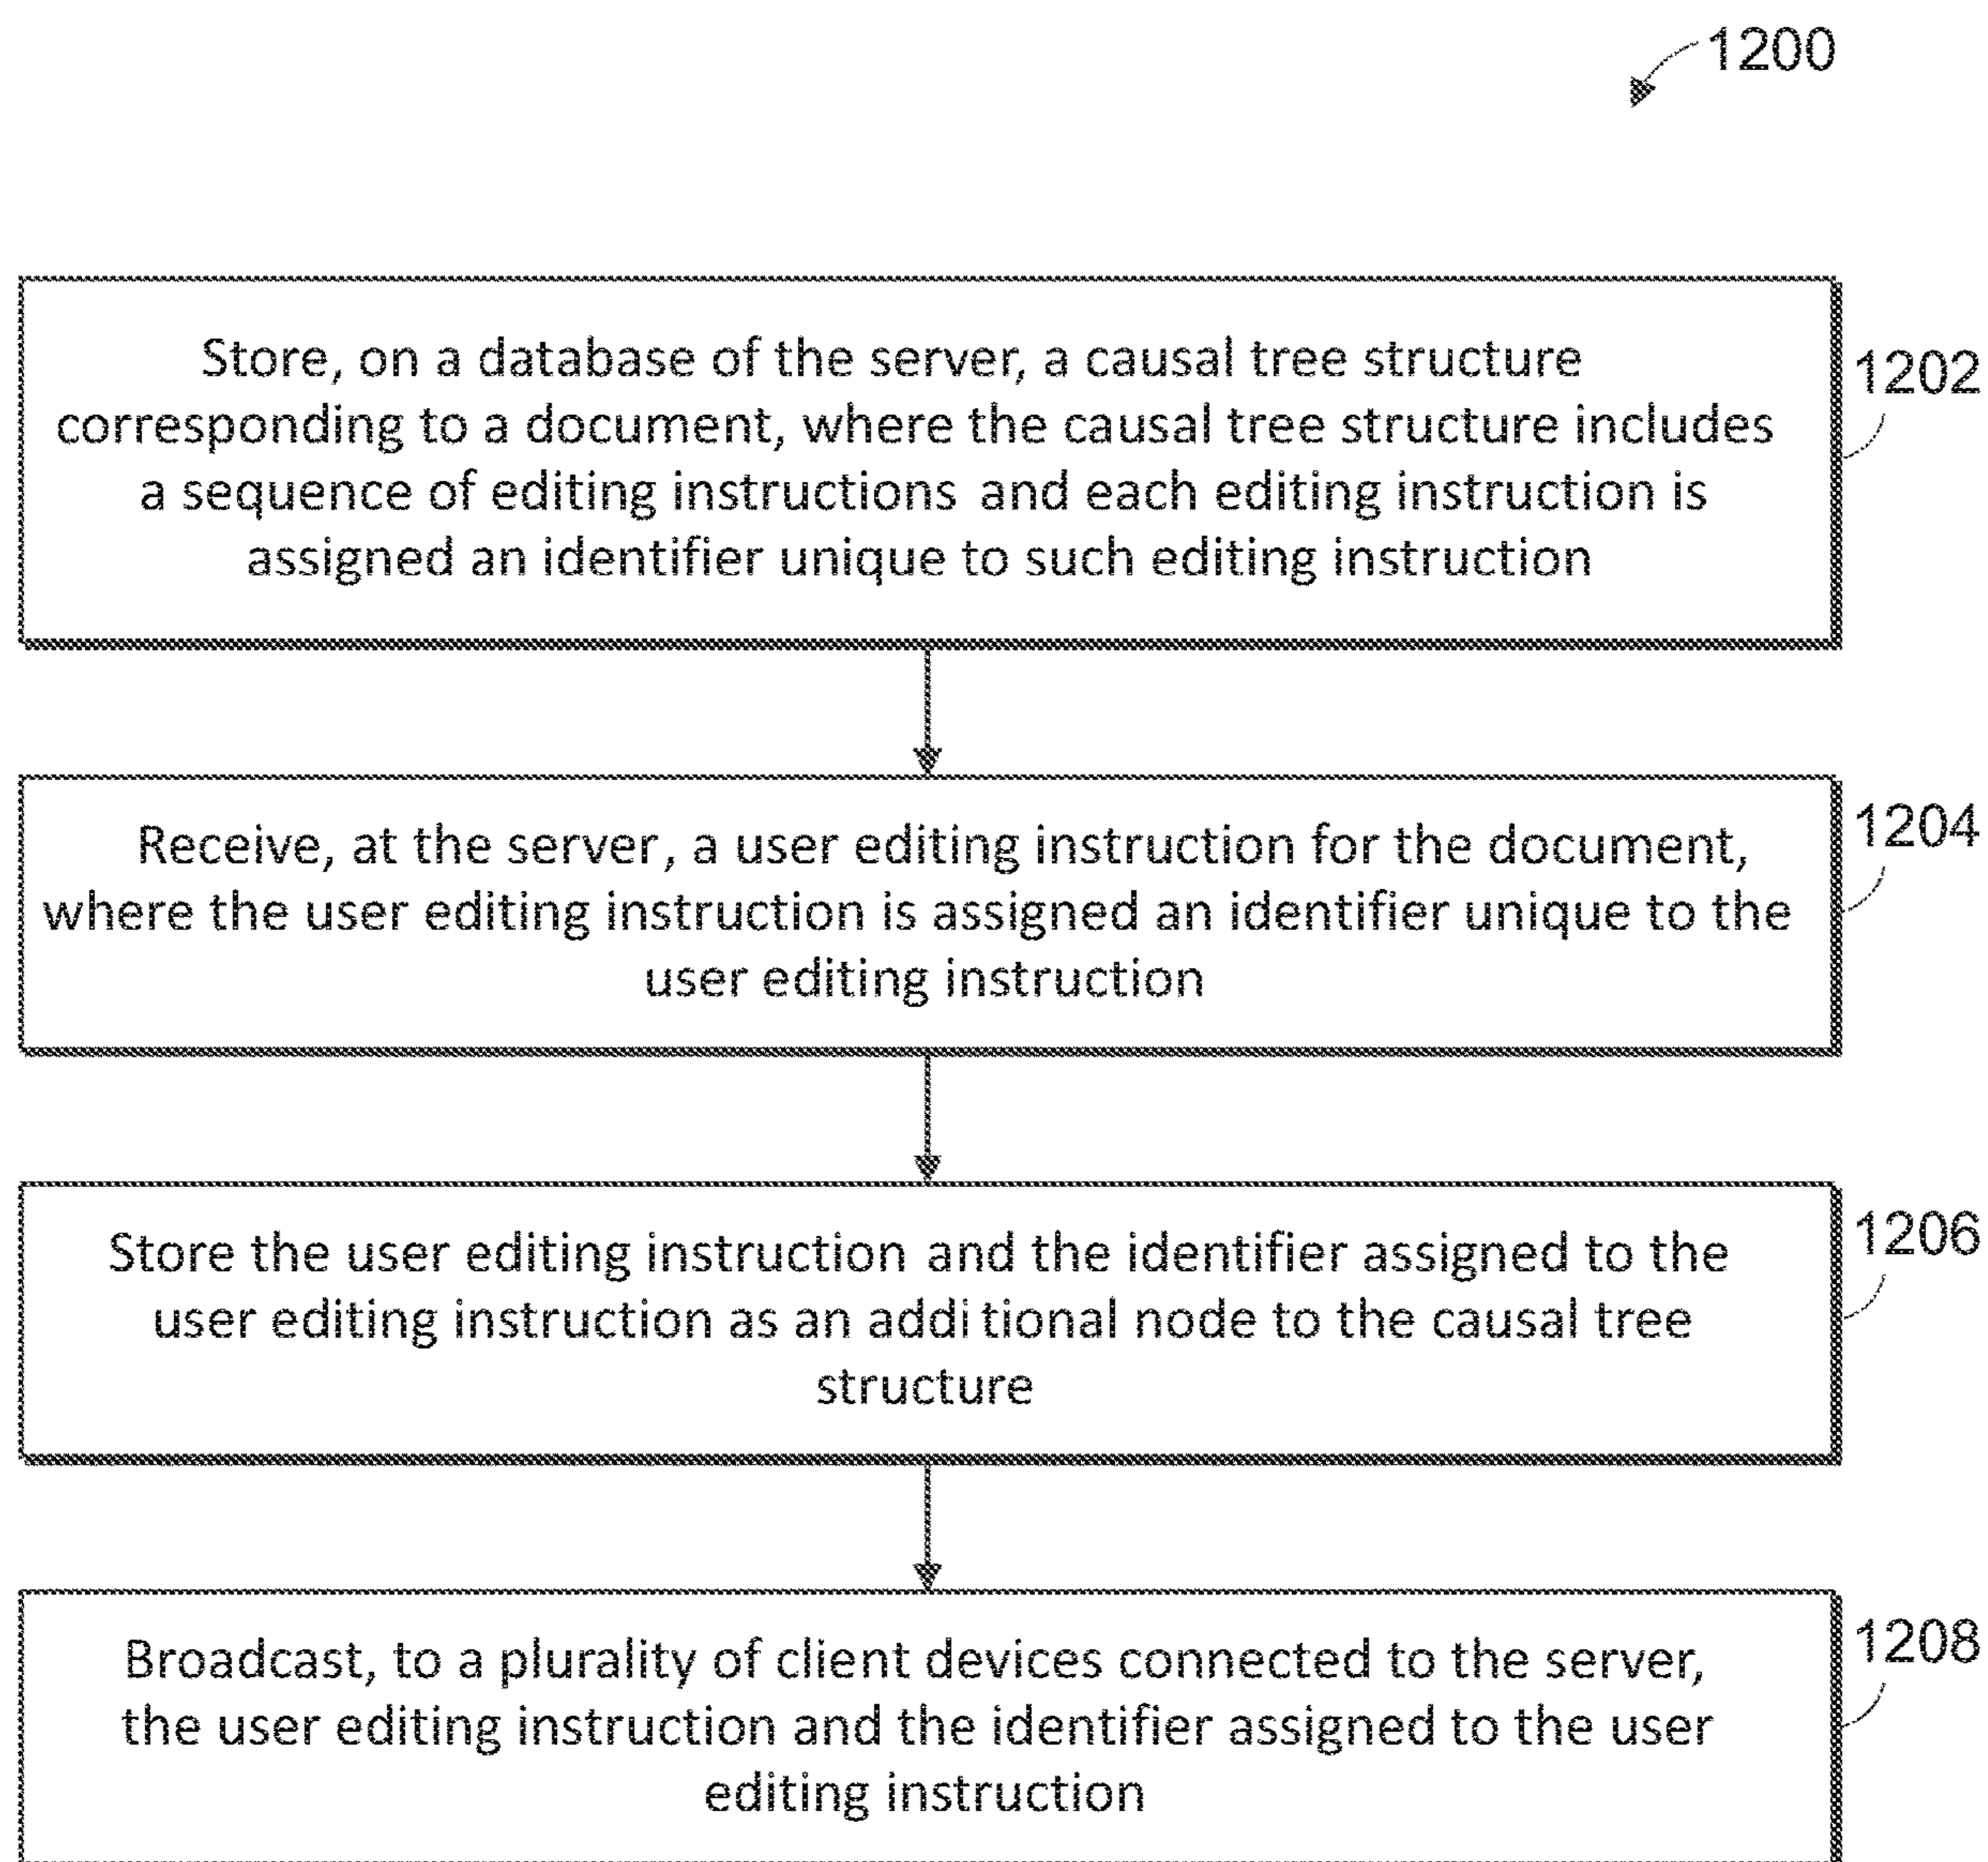 1200
Store, on a database of the server, a causal tree structure
corresponding to a document, where the causal tree structure includes
a sequence of editing instructions and each editing instruction is
assigned an identifier unique to such editing instruction
1202
Receive, at the server, a user editing instruction for the document,
where the user editing instruction is assigned an identifier unique to the
user editing instruction
1204
Store the user editing instruction and the identifier assigned to the
user editing instruction as an additional node to the causal tree
structure
1206
Broadcast, to a plurality of client devices connected to the server,
the user editing instruction and the identifier assigned to the user
editing instruction
1208